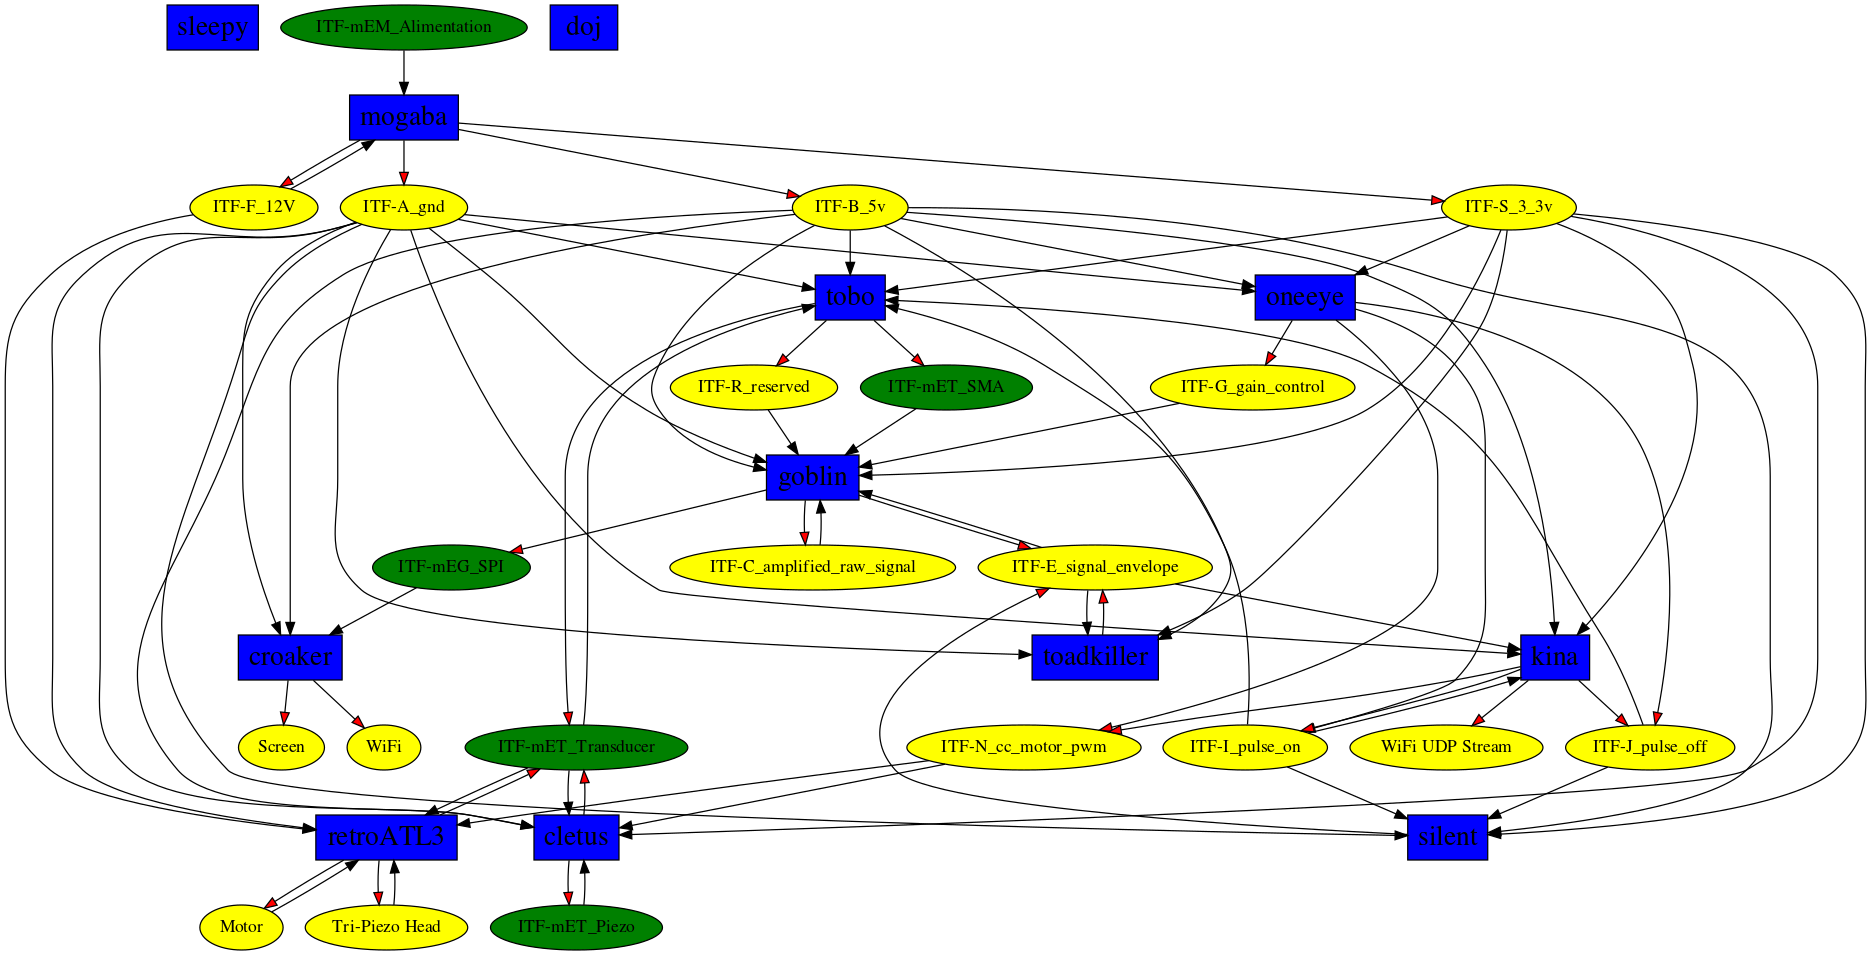 sleepy
ITF-mEM_Alimentation
doj
mogaba
ITF-F_12V
ITF-A_gnd
ITF-B_5v
ITF-S_3_3v
tobo
oneeye
ITF-R_reserved
ITF-mET_SMA
ITF-G_gain_control
goblin
ITF-mEG_SPI
ITF-C_amplified_raw_signal
ITF-E_signal_envelope
croaker
toadkiller
kina
Screen
WiFi
ITF-mET_Transducer
ITF-N_cc_motor_pwm
ITF-I_pulse_on
WiFi UDP Stream
ITF-J_pulse_off
retroATL3
cletus
silent
Motor
Tri-Piezo Head
ITF-mET_Piezo